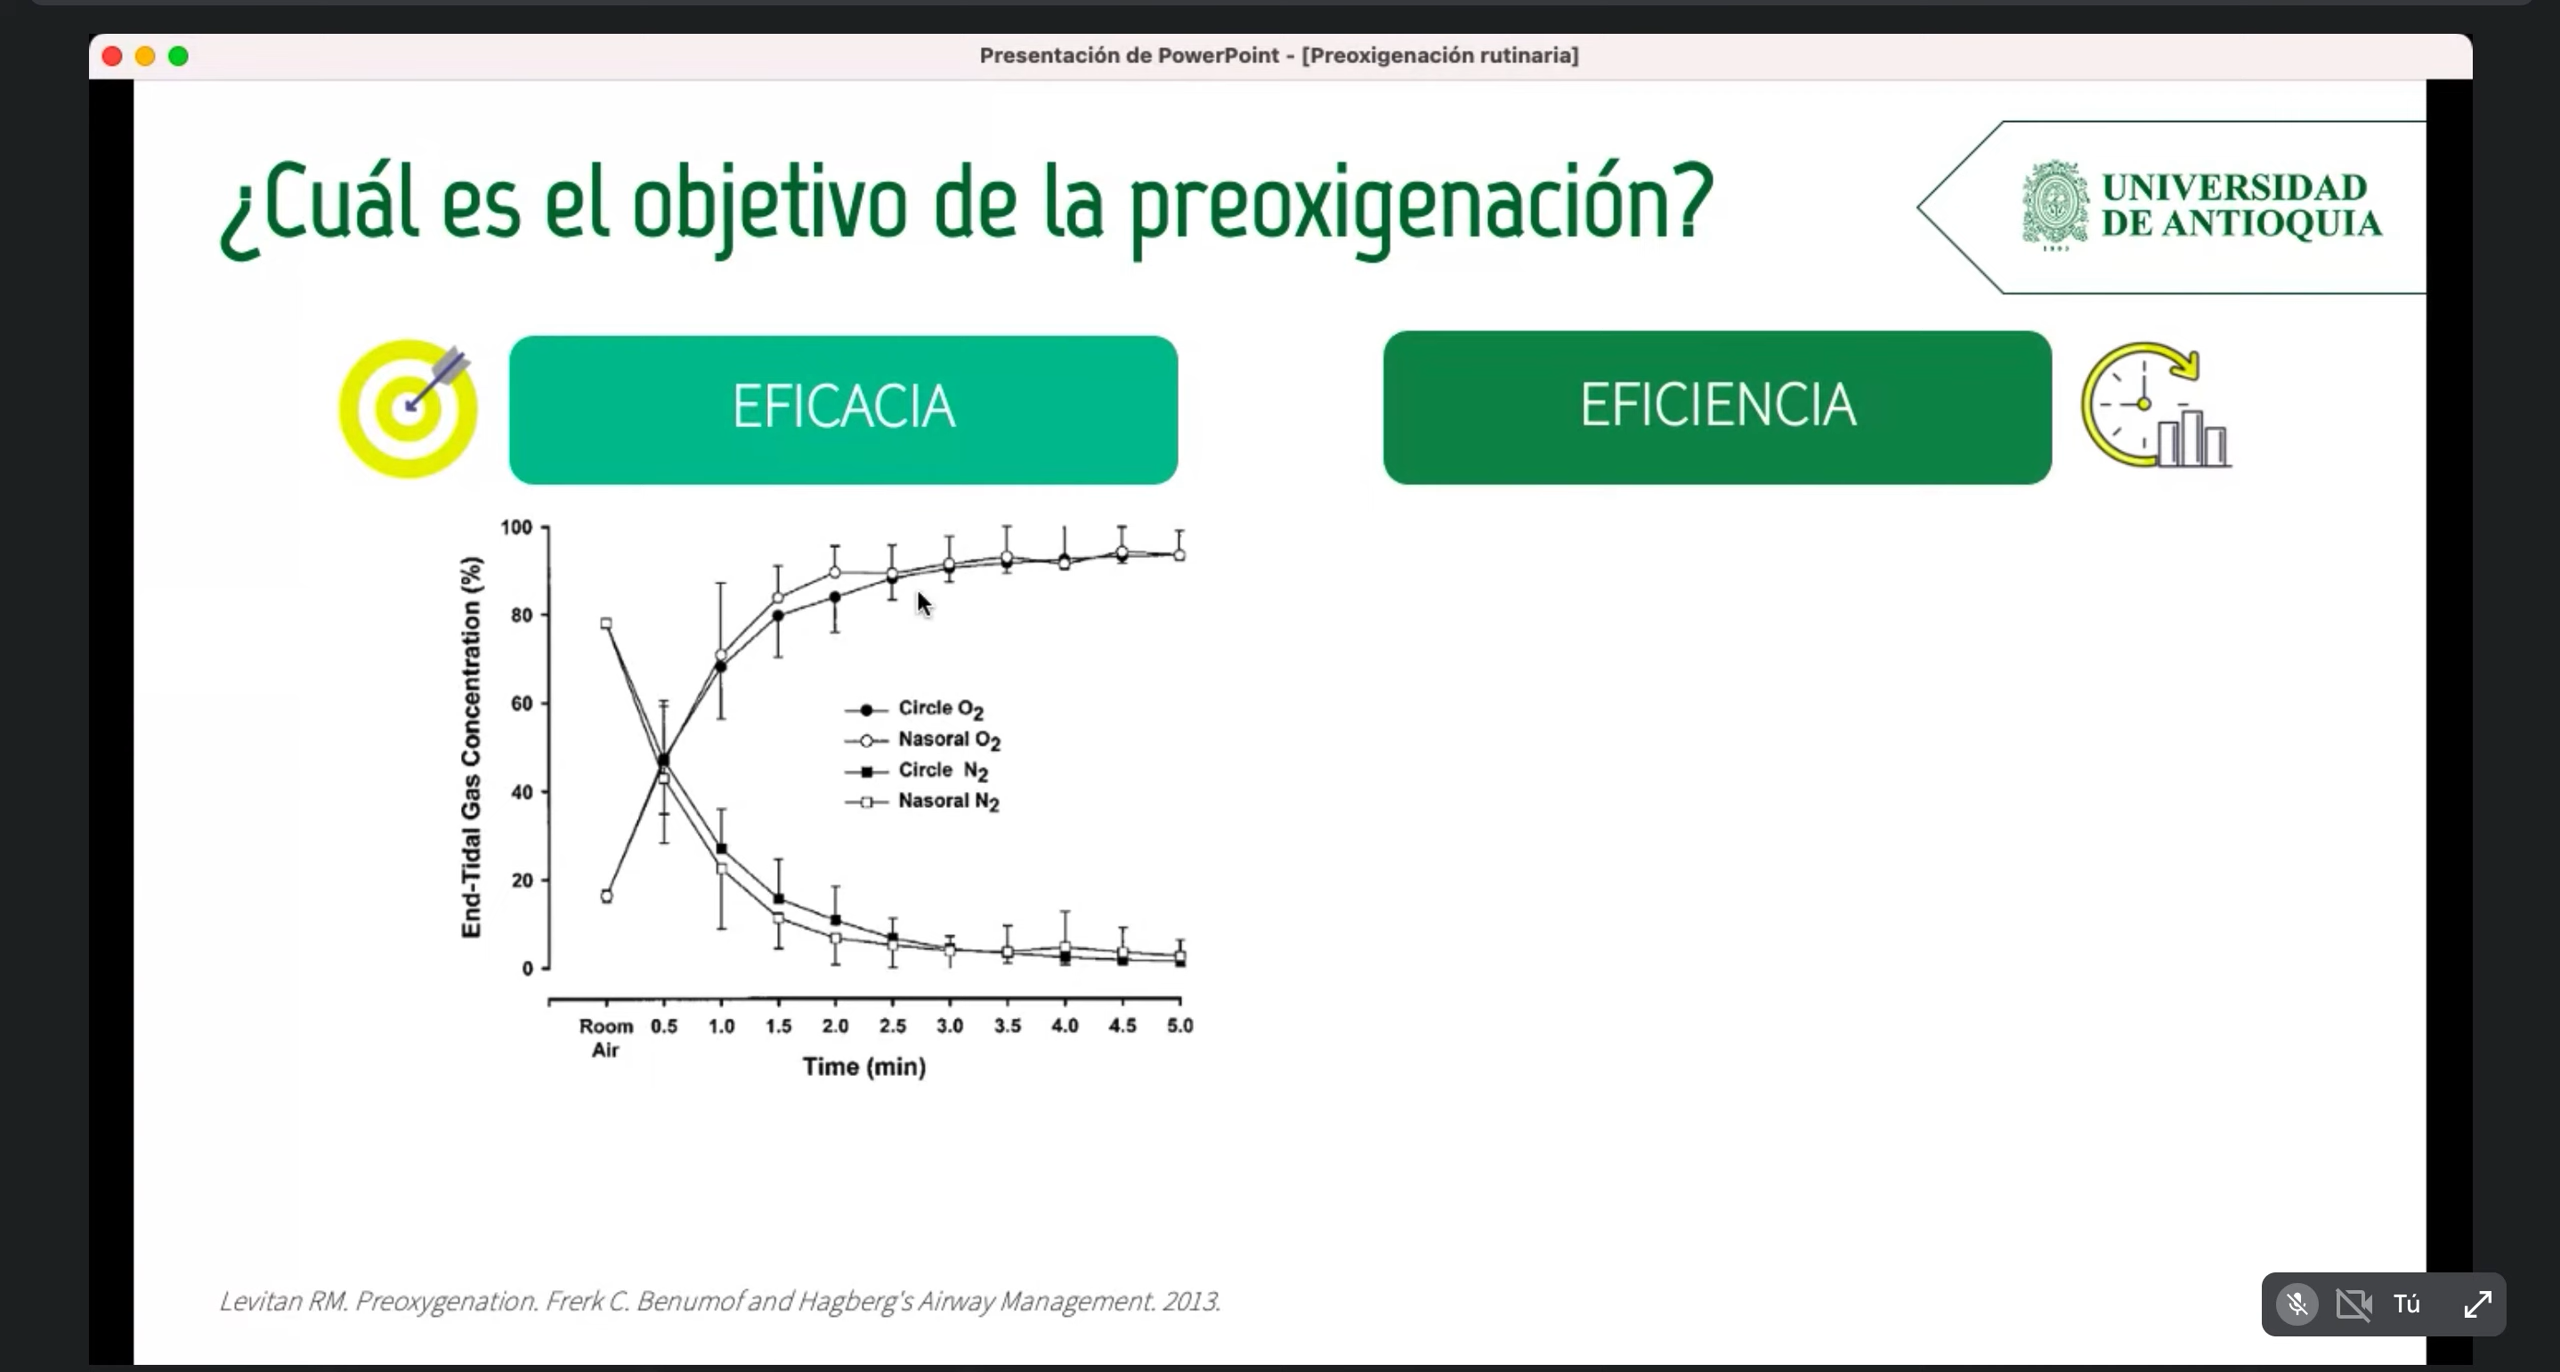 Presentación de PowerPoint - [Preoxigenación rutinaria]
¿Cuál es el objetivo de la preoxigenación?
UNIVERSIDAD
DE ANTIOQUIA
1803
EFICACIA
EFICIENCIA
End-Tidal Gas Concentration (%)
100
80
60
40
20
0
Circle O2
Nasoral O2
Circle N2
Nasoral N2
Room Air 0.5 1.0 1.5 2.0 2.5 3.0 3.5 4.0 4.5 5.0
Time (min)
Levitan RM. Preoxygenation. Frerk C. Benumof and Hagberg's Airway Management. 2013.
Tú